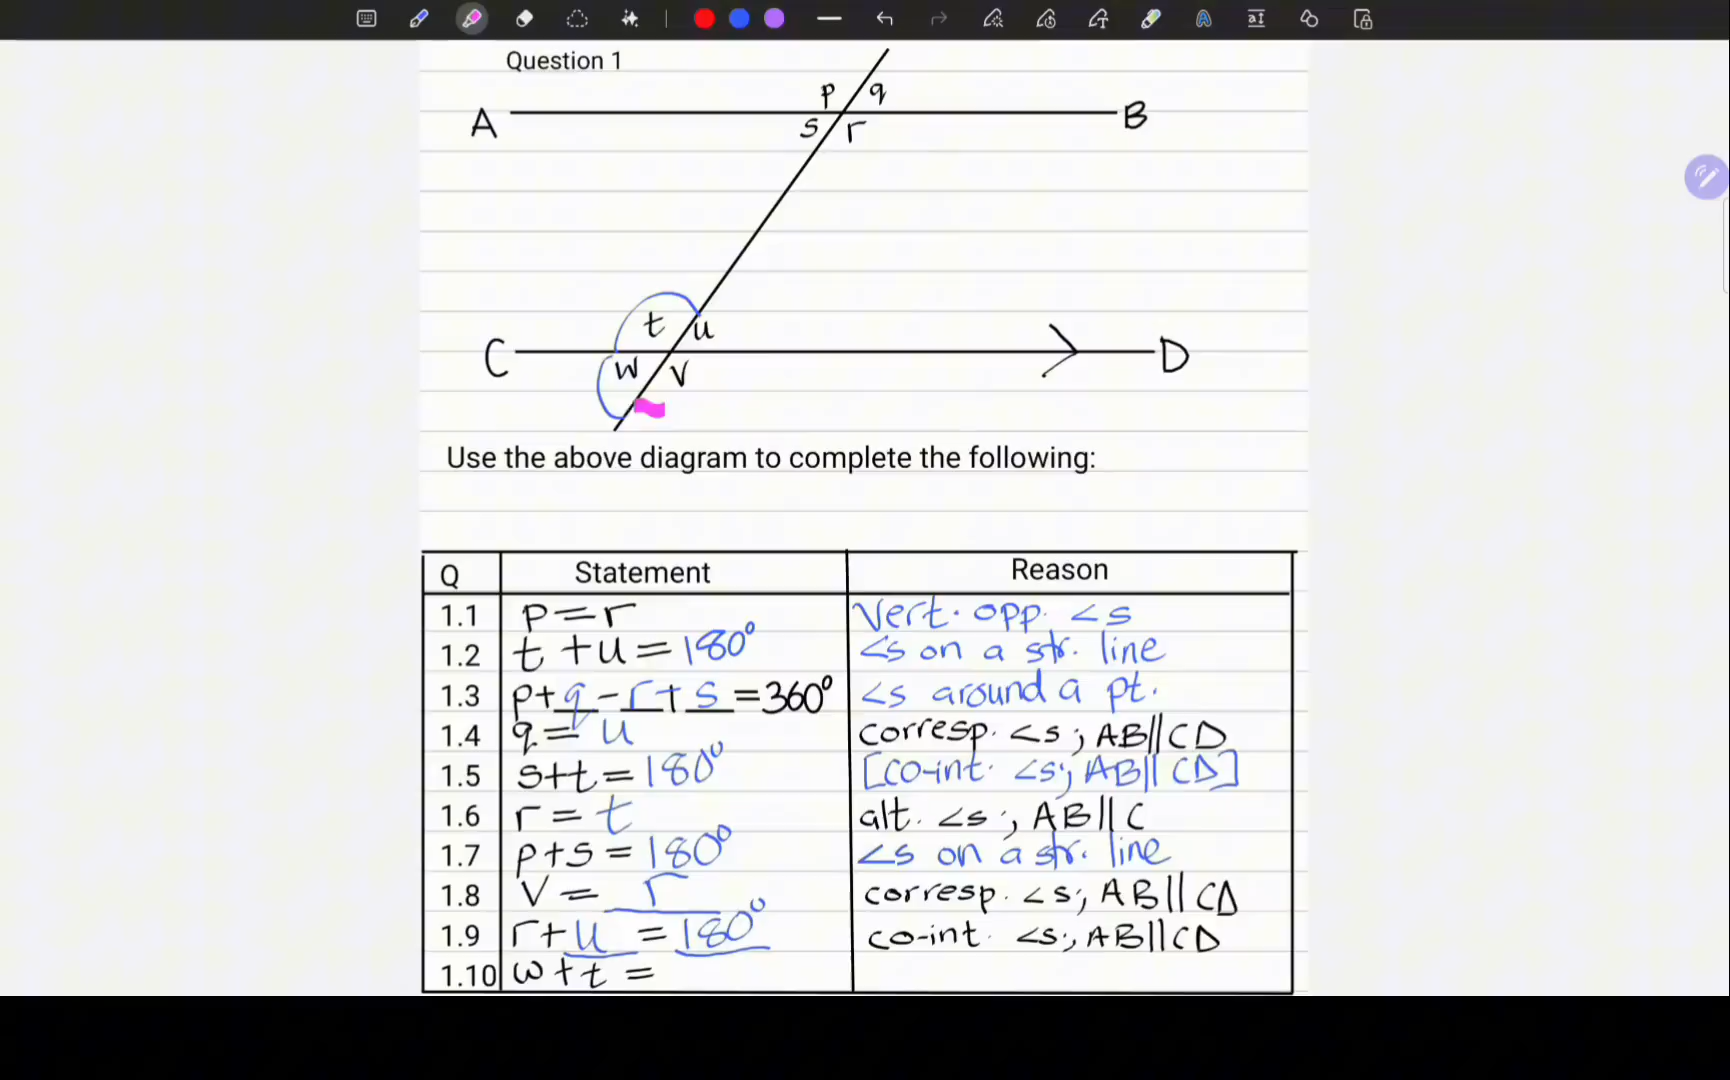 Question 1
p q
A B
s r
t u
C D
w v
Use the above diagram to complete the following:
Q Statement Reason
1.1 p=r Vert. opp. ∠s
1.2 t+u=180° ∠s on a str. line
1.3 p+q-r+s=360° ∠s around a pt.
1.4 q=u corresp. ∠s; AB||CD
1.5 s+t=180° [co-int. ∠s; AB||CD]
1.6 r=t alt. ∠s; AB||C
1.7 p+s=180° ∠s on a str. line
1.8 V=r corresp. ∠s; AB||CD
1.9 r+u=180° co-int. ∠s; AB||CD
1.10 w+t=